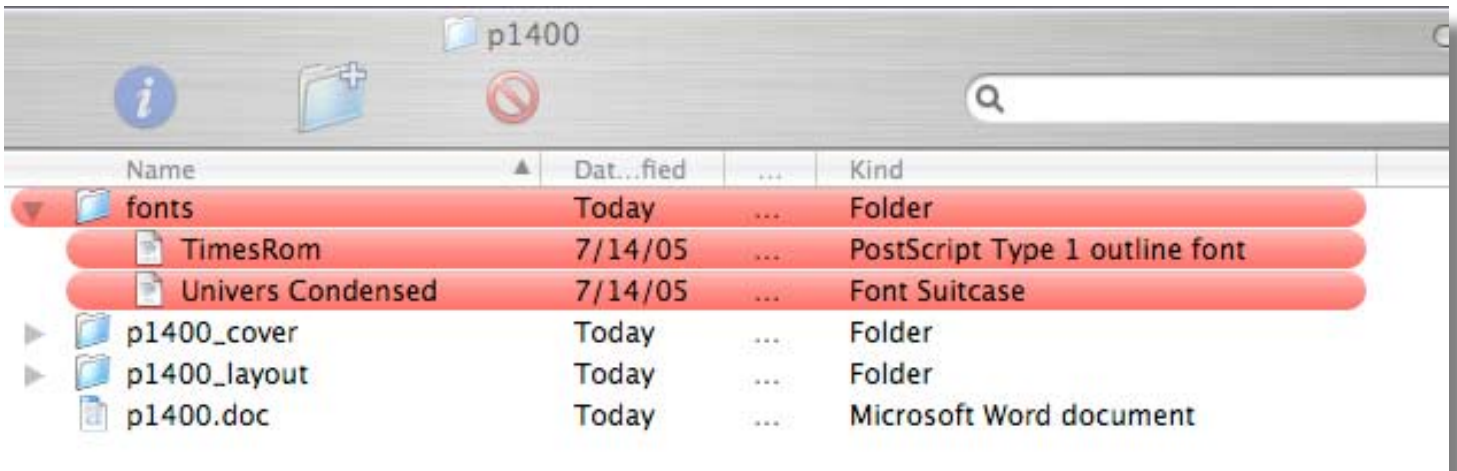 p1400
Name Dat...fied ... Kind
fonts Today ... Folder
TimesRom 7/14/05 ... PostScript Type 1 outline font
Univers Condensed 7/14/05 ... Font Suitcase
p1400_cover Today ... Folder
p1400_layout Today ... Folder
p1400.doc Today ... Microsoft Word document